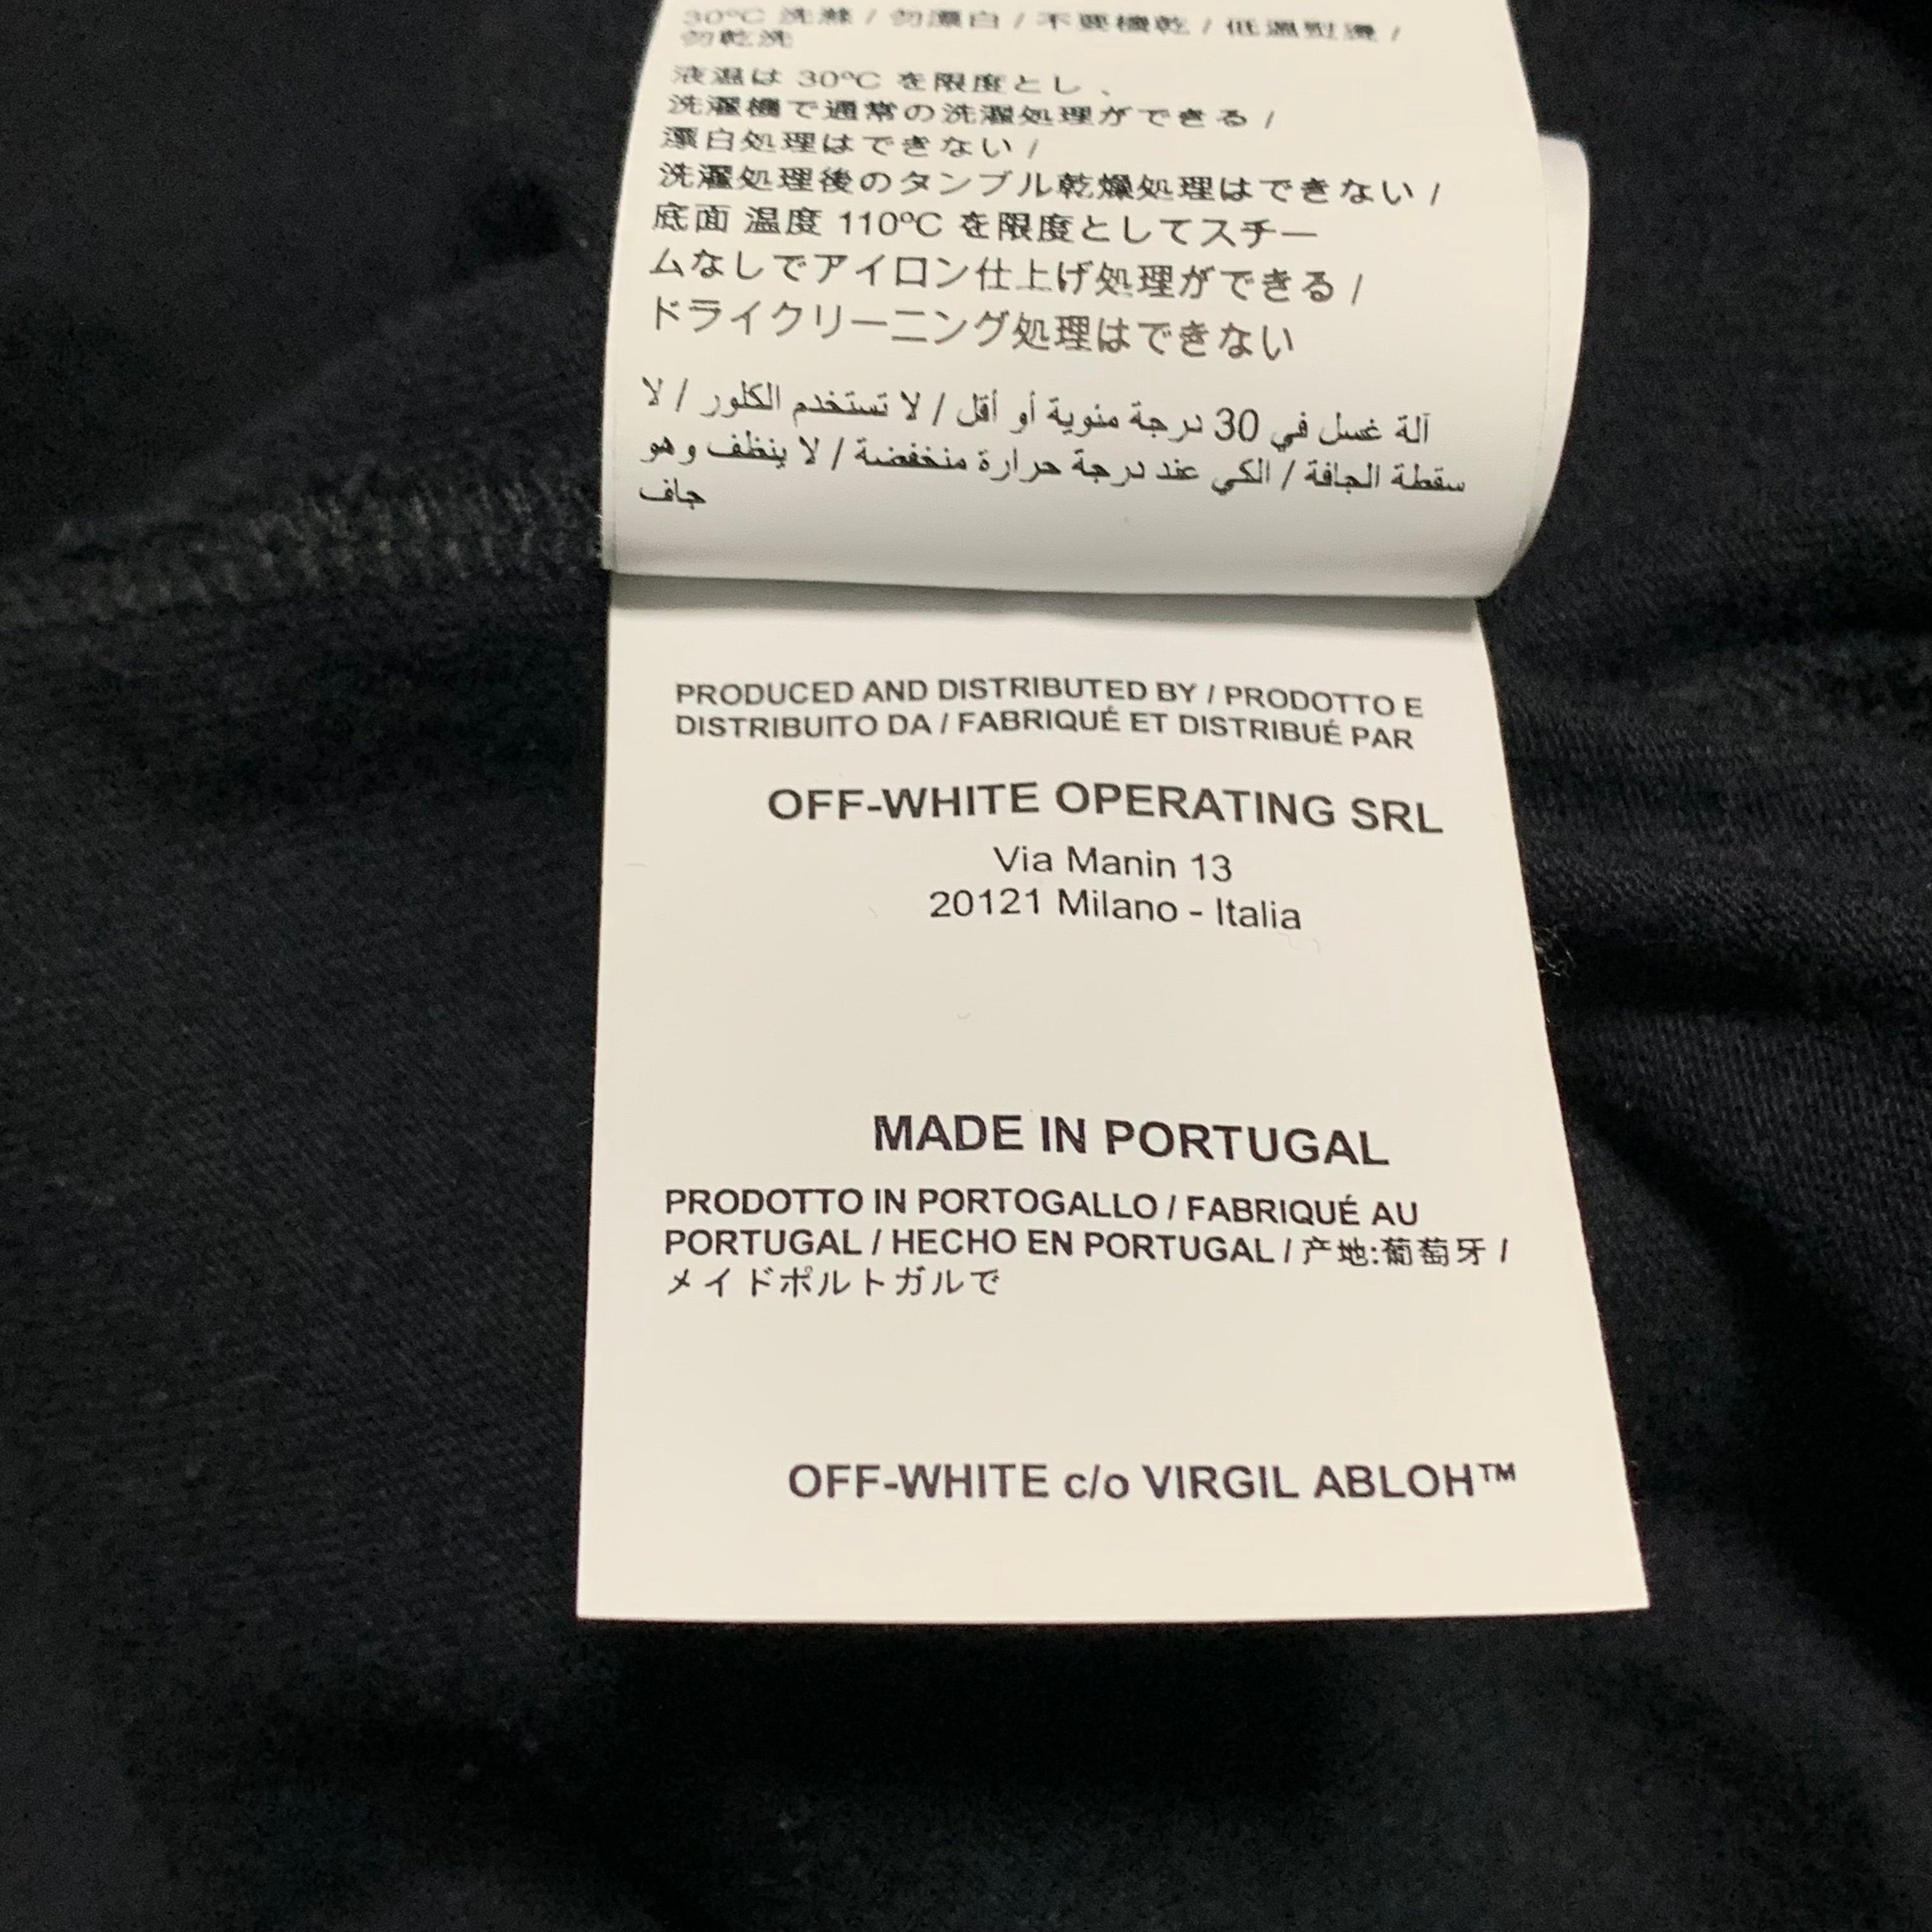 30ºC 洗滌 / 勿漂白 / 不要機乾 / 低溫熨燙 /
勿乾洗
液温は 30ºC を限度とし 、
洗濯機で通常の洗濯処理ができる /
漂白処理はできない /
洗濯処理後のタンブル乾燥処理はできない /
底面 温度 110ºC を限度としてスチー
ムなしでアイロン仕上げ処理ができる /
ドライクリーニング処理はできない
آلة غسل في 30 درجة مئوية أو أقل / لا تستخدم الكلور / لا
سقطة الجافة / الكي عند درجة حرارة منخفضة / لا ينظف وهو
جاف
PRODUCED AND DISTRIBUTED BY / PRODOTTO E
DISTRIBUITO DA / FABRIQUÉ ET DISTRIBUÉ PAR
OFF-WHITE OPERATING SRL
Via Manin 13
20121 Milano - Italia
MADE IN PORTUGAL
PRODOTTO IN PORTOGALLO / FABRIQUÉ AU
PORTUGAL / HECHO EN PORTUGAL / 产地:葡萄牙 /
メイドポルトガルで
OFF-WHITE c/o VIRGIL ABLOH™